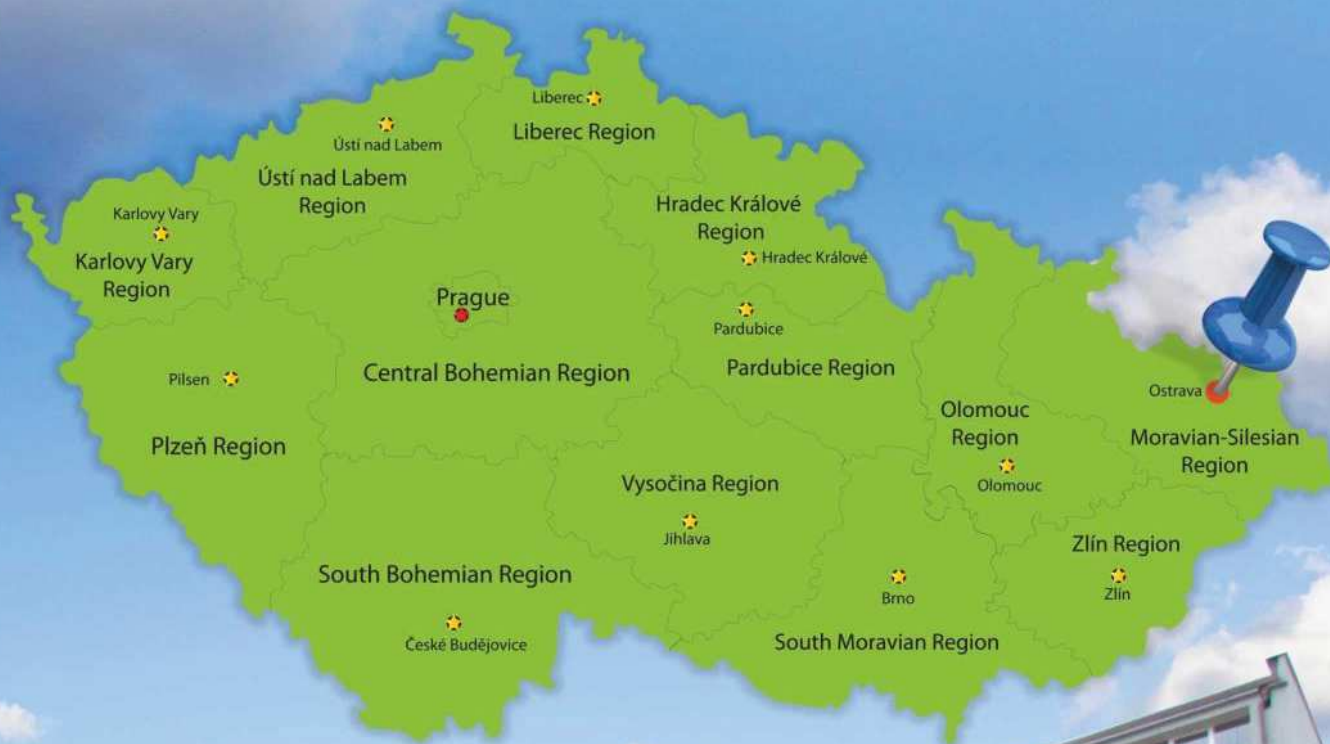 Liberec
Liberec Region
Ústí nad Labem
Ústí nad Labem
Region
Karlovy Vary
Karlovy Vary
Region
Hradec Králové
Region
Hradec Králové
Prague
Pardubice
Pardubice Region
Central Bohemian Region
Pilsen
Plzeň Region
Ostrava
Moravian-Silesian
Region
Olomouc
Region
Olomouc
Vysočina Region
Jihlava
Zlín Region
Zlín
South Bohemian Region
České Budějovice
Brno
South Moravian Region